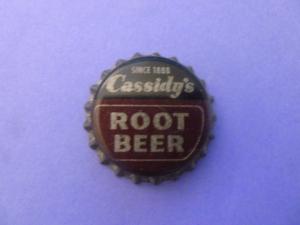 SINCE 1888
Cassidy's
ROOT
BEER